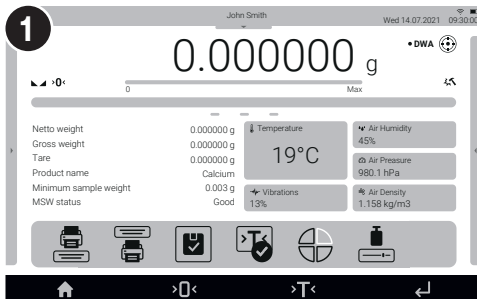 1
John Smith
Wed 14.07.2021 09:30:00
0.000000 g
• DWA
>0<
0 Max
Netto weight 0.000000 g
Gross weight 0.000000 g
Tare 0.000000 g
Product name Calcium
Minimum sample weight 0.003 g
MSW status Good
Temperature
19°C
Vibrations
13%
Air Humidity
45%
Air Preasure
980.1 hPa
Air Density
1.158 kg/m3
>T<
>0< >T<